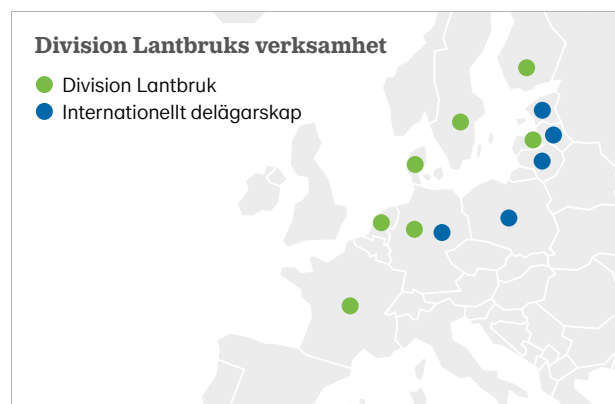 Division Lantbruks verksamhet
Division Lantbruk
Internationellt delägarskap